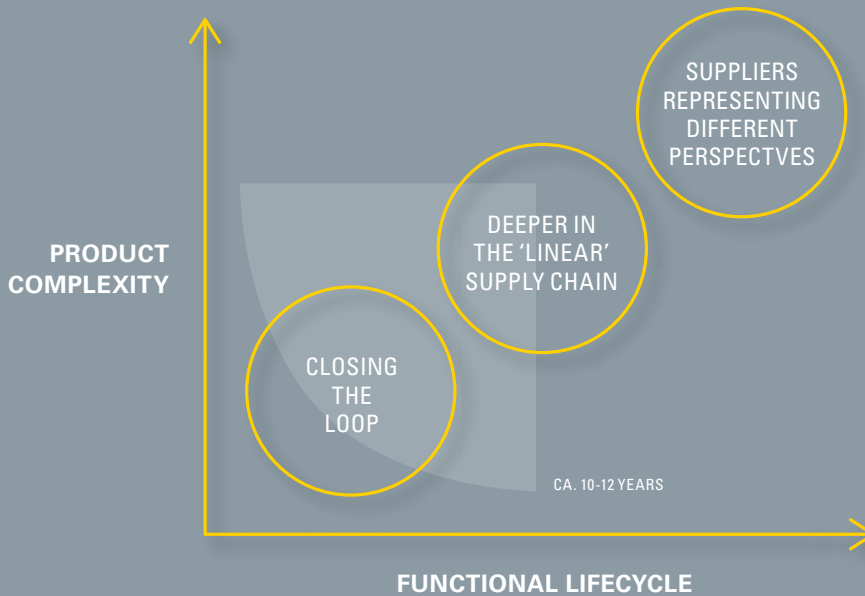 SUPPLIERS
REPRESENTING
DIFFERENT
PERSPECTVES
DEEPER IN
THE ‘LINEAR’
SUPPLY CHAIN
PRODUCT
COMPLEXITY
CLOSING
THE
LOOP
CA. 10-12 YEARS
FUNCTIONAL LIFECYCLE